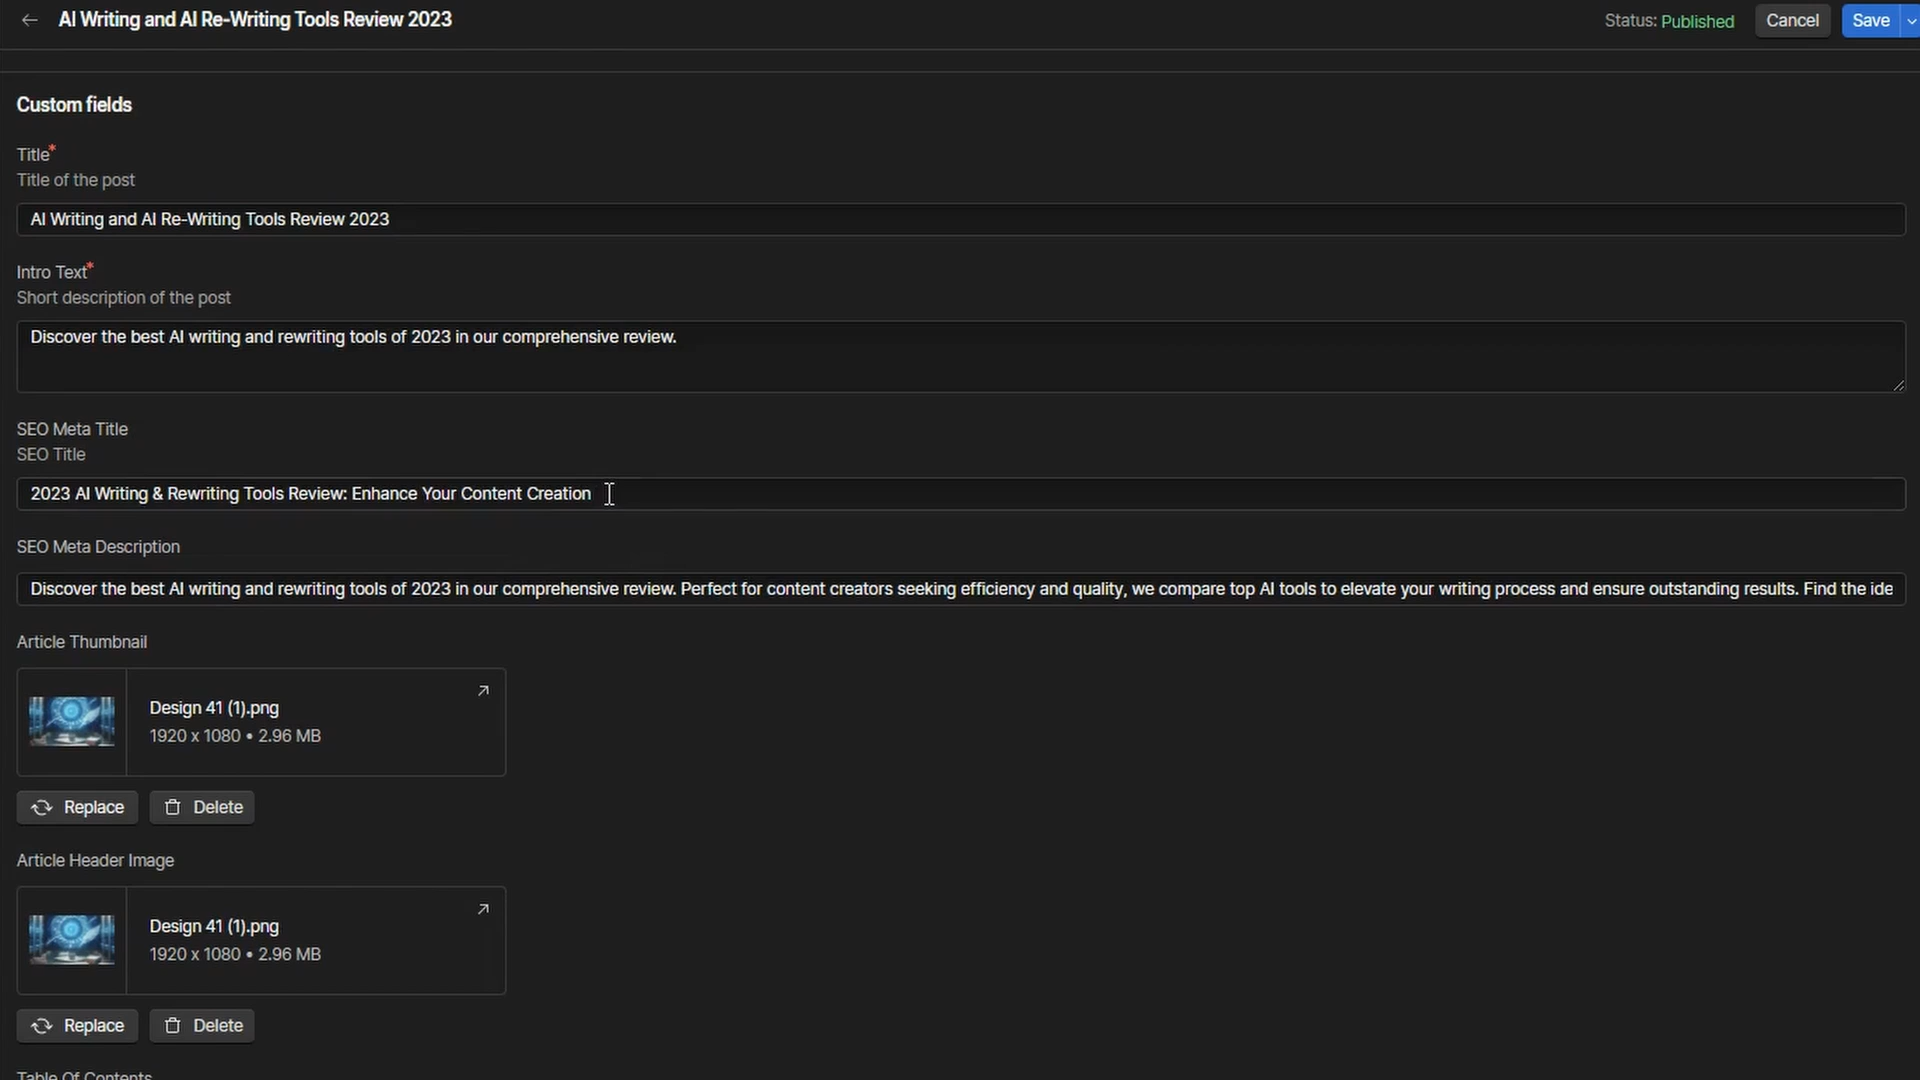 AI Writing and AI Re-Writing Tools Review 2023
Status: Published
Cancel
Save
Custom fields
Title*
Title of the post
AI Writing and AI Re-Writing Tools Review 2023
Intro Text*
Short description of the post
Discover the best AI writing and rewriting tools of 2023 in our comprehensive review.
SEO Meta Title
SEO Title
2023 AI Writing & Rewriting Tools Review: Enhance Your Content Creation
SEO Meta Description
Discover the best AI writing and rewriting tools of 2023 in our comprehensive review. Perfect for content creators seeking efficiency and quality, we compare top AI tools to elevate your writing process and ensure outstanding results. Find the ide
Article Thumbnail
Design 41 (1).png
1920 x 1080 • 2.96 MB
Replace
Delete
Article Header Image
Design 41 (1).png
1920 x 1080 • 2.96 MB
Replace
Delete
Table Of Contents